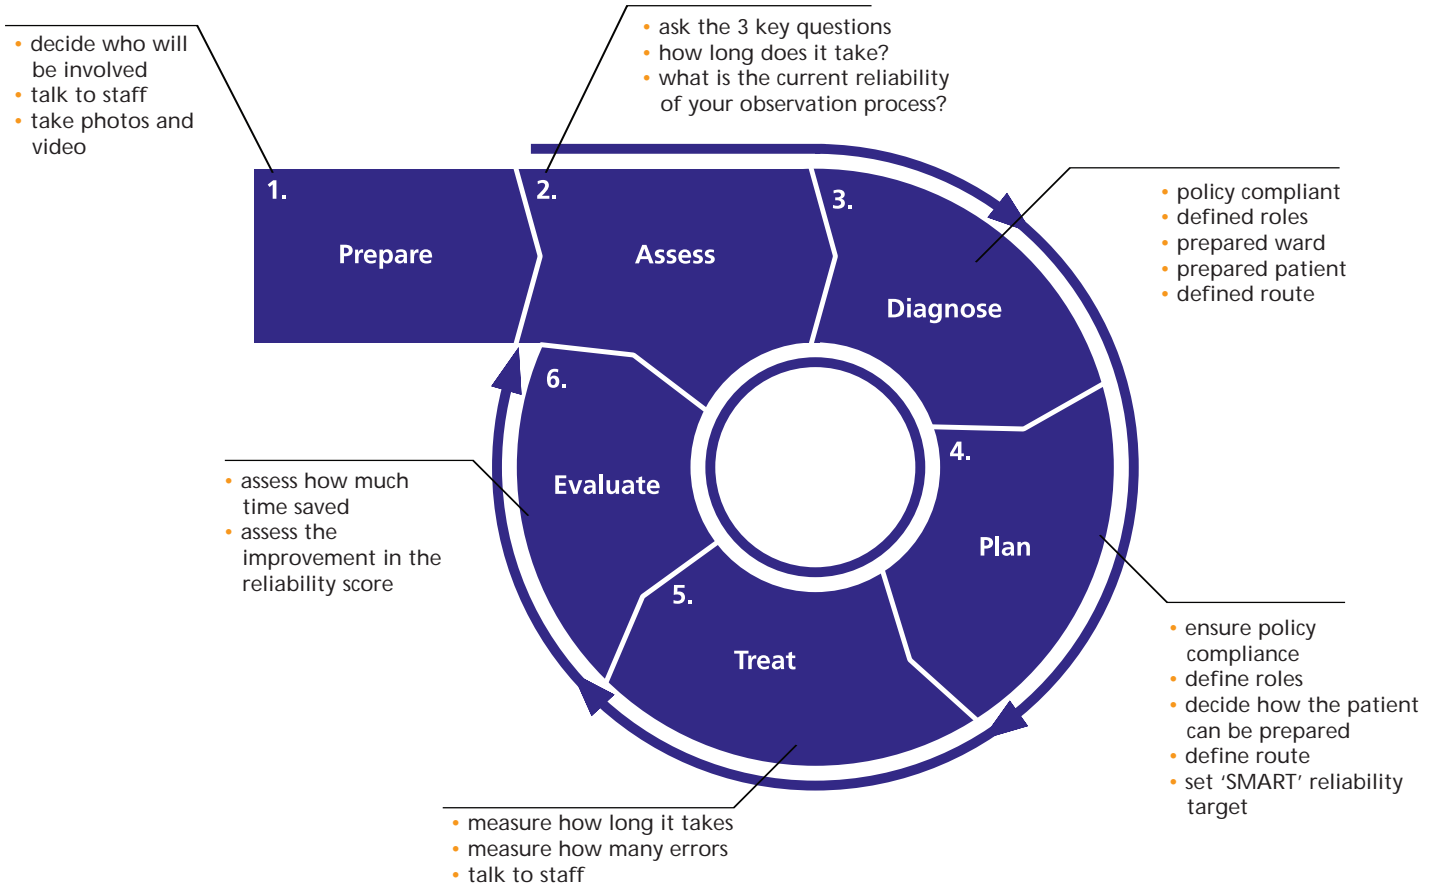 • decide who will
be involved
• talk to staff
• take photos and
video
• ask the 3 key questions
• how long does it take?
• what is the current reliability
of your observation process?
1.
Prepare
2.
Assess
3.
Diagnose
• policy compliant
• defined roles
• prepared ward
• prepared patient
• defined route
4.
Plan
• ensure policy
compliance
• define roles
• decide how the patient
can be prepared
• define route
• set ‘SMART’ reliability
target
5.
Treat
• measure how long it takes
• measure how many errors
• talk to staff
6.
Evaluate
• assess how much
time saved
• assess the
improvement in the
reliability score